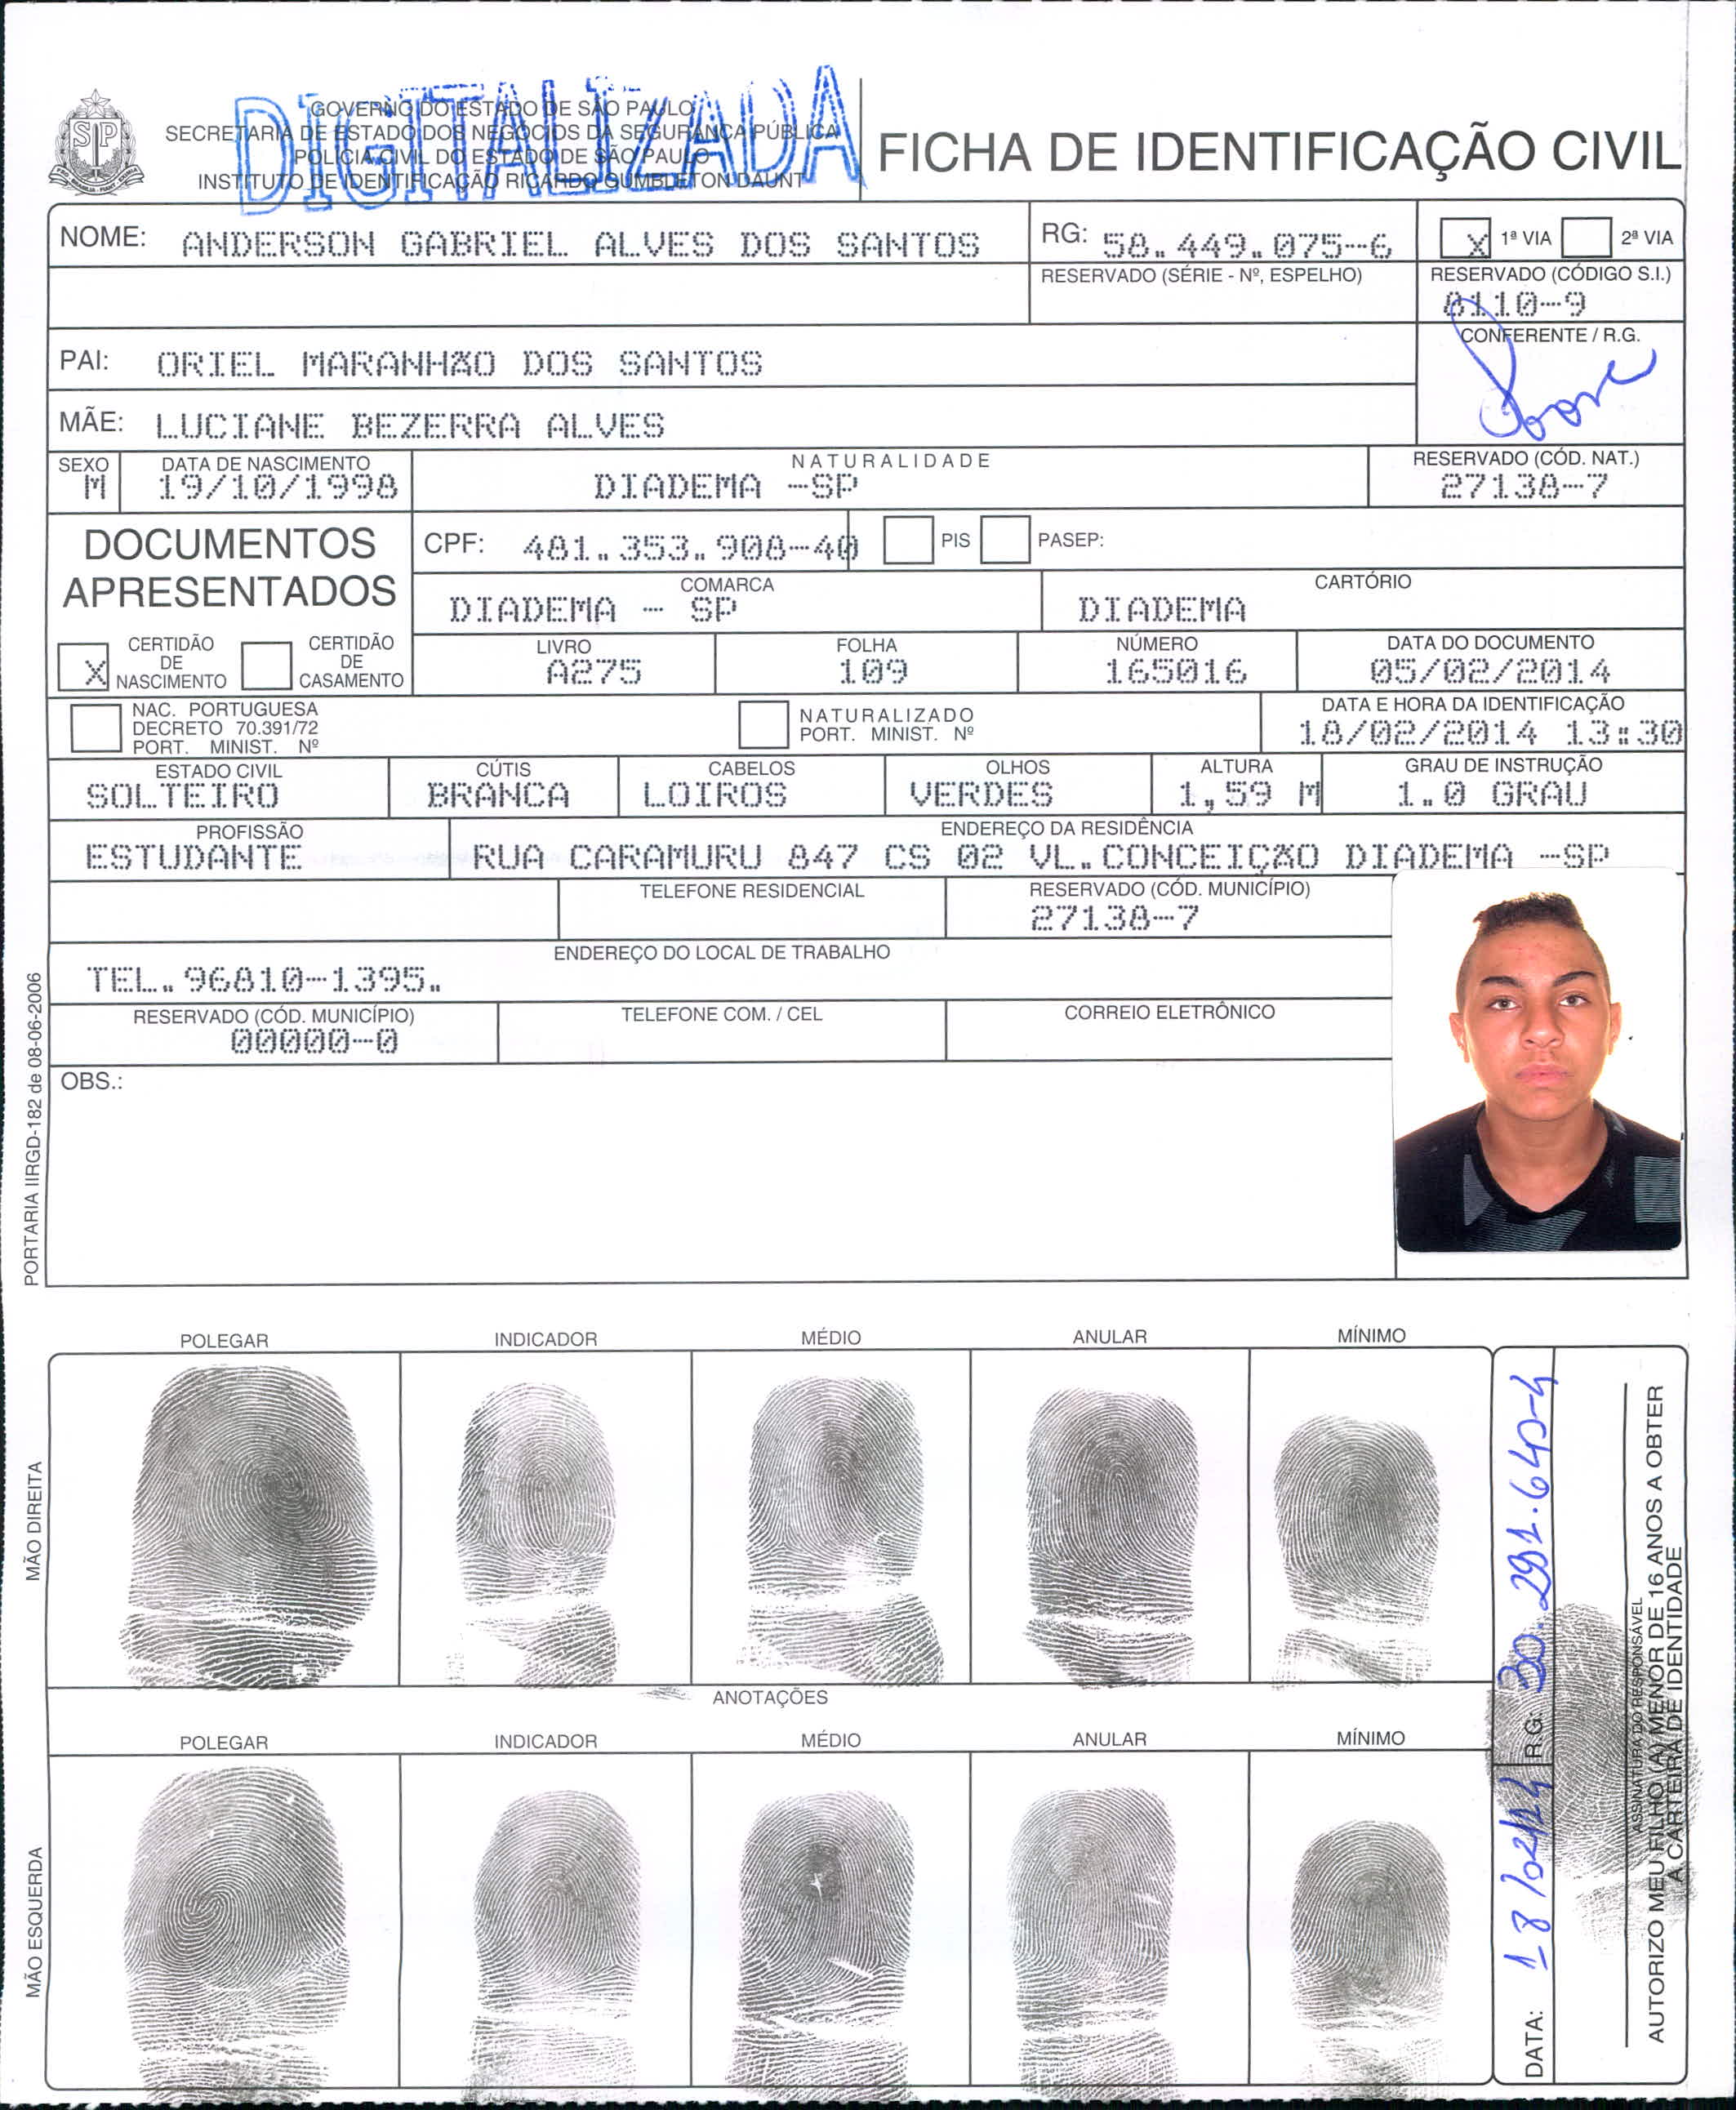 DIGITALIZADA
GOVERNO DO ESTADO DE SÃO PAULO
SECRETARIA DE ESTADO DOS NEGÓCIOS DA SEGURANÇA PÚBLICA
POLÍCIA CIVIL DO ESTADO DE SÃO PAULO
INSTITUTO DE IDENTIFICAÇÃO RICARDO GUMBLETON DAUNT
FICHA DE IDENTIFICAÇÃO CIVIL
NOME: ANDERSON GABRIEL ALVES DOS SANTOS RG: 58.449.075-6 X 1ª VIA 2ª VIA
RESERVADO (SÉRIE - Nº, ESPELHO) RESERVADO (CÓDIGO S.I.)
0110-9
CONFERENTE / R.G.
PAI: ORIEL MARANHÃO DOS SANTOS
MÃE: LUCIANE BEZERRA ALVES
SEXO DATA DE NASCIMENTO NATURALIDADE RESERVADO (CÓD. NAT.)
M 19/10/1998 DIADEMA -SP 27138-7
DOCUMENTOS APRESENTADOS
CPF: 481.353.908-40 PIS PASEP:
COMARCA CARTÓRIO
DIADEMA - SP DIADEMA
X CERTIDÃO DE NASCIMENTO CERTIDÃO DE CASAMENTO
LIVRO FOLHA NÚMERO DATA DO DOCUMENTO
A275 109 165016 05/02/2014
NAC. PORTUGUESA
DECRETO 70.391/72
PORT. MINIST. Nº
NATURALIZADO
PORT. MINIST. Nº
DATA E HORA DA IDENTIFICAÇÃO
18/02/2014 13:30
ESTADO CIVIL CÚTIS CABELOS OLHOS ALTURA GRAU DE INSTRUÇÃO
SOLTEIRO BRANCA LOIROS VERDES 1,59 M 1.0 GRAU
PROFISSÃO ENDEREÇO DA RESIDÊNCIA
ESTUDANTE RUA CARAMURU 847 CS 02 VL.CONCEIÇÃO DIADEMA -SP
TELEFONE RESIDENCIAL RESERVADO (CÓD. MUNICÍPIO)
27138-7
ENDEREÇO DO LOCAL DE TRABALHO
TEL.96810-1395.
RESERVADO (CÓD. MUNICÍPIO) TELEFONE COM. / CEL CORREIO ELETRÔNICO
00000-0
OBS.:
PORTARIA IIRGD-182 de 08-06-2006
POLEGAR INDICADOR MÉDIO ANULAR MÍNIMO
MÃO DIREITA
ANOTAÇÕES
POLEGAR INDICADOR MÉDIO ANULAR MÍNIMO
MÃO ESQUERDA
DATA: 18/02/14 R.G: 30.291.640-4
ASSINATURA DO RESPONSÁVEL
AUTORIZO MEU FILHO (A) MENOR DE 16 ANOS A OBTER
A CARTEIRA DE IDENTIDADE